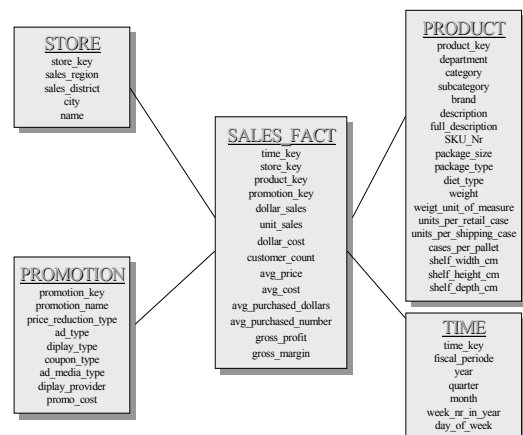 STORE
store_key
sales_region
sales_district
city
name
PROMOTION
promotion_key
promotion_name
price_reduction_type
ad_type
diplay_type
coupon_type
ad_media_type
diplay_provider
promo_cost
SALES_FACT
time_key
store_key
product_key
promotion_key
dollar_sales
unit_sales
dollar_cost
customer_count
avg_price
avg_cost
avg_purchased_dollars
avg_purchased_number
gross_profit
gross_margin
PRODUCT
product_key
department
category
subcategory
brand
description
full_description
SKU_Nr
package_size
package_type
diet_type
weight
weigt_unit_of_measure
units_per_retail_case
units_per_shipping_case
cases_per_pallet
shelf_width_cm
shelf_height_cm
shelf_depth_cm
TIME
time_key
fiscal_periode
year
quarter
month
week_nr_in_year
day_of_week